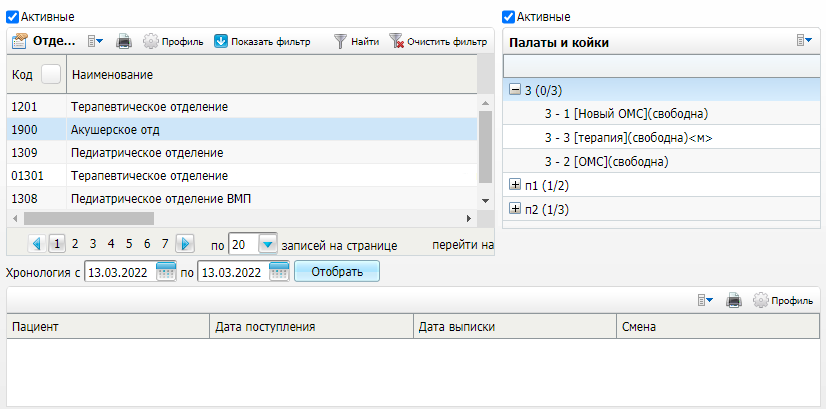 Активные
Отде... Профиль Показать фильтр Найти Очистить фильтр
Код Наименование
1201 Терапевтическое отделение
1900 Акушерское отд
1309 Педиатрическое отделение
01301 Терапевтическое отделение
1308 Педиатрическое отделение ВМП
1 2 3 4 5 6 7 по 20 записей на странице перейти на
Активные
Палаты и койки
3 (0/3)
3 - 1 [Новый ОМС](свободна)
3 - 3 [терапия](свободна)<м>
3 - 2 [ОМС](свободна)
п1 (1/2)
п2 (1/3)
Хронология с 13.03.2022 по 13.03.2022 Отобрать
Профиль
Пациент Дата поступления Дата выписки Смена